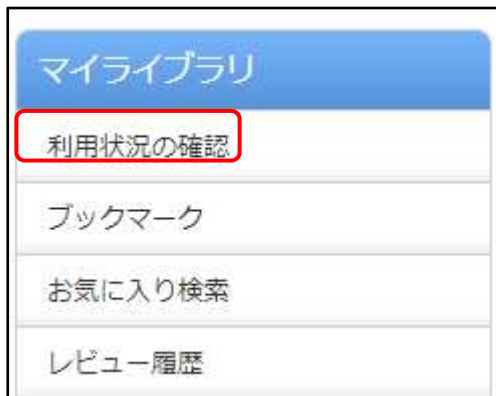 マイライブラリ
利用状況の確認
ブックマーク
お気に入り検索
レビュー履歴